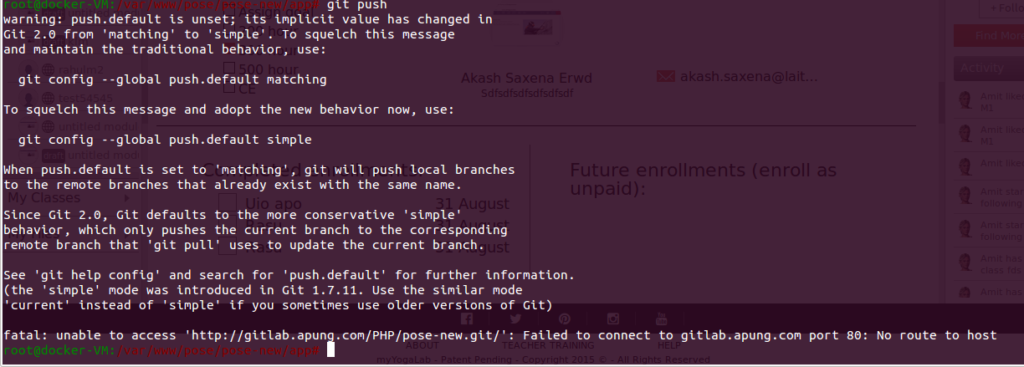 root@docker-VM:/var/www/pose/pose-new/app# git push
warning: push.default is unset; its implicit value has changed in
Git 2.0 from 'matching' to 'simple'. To squelch this message
and maintain the traditional behavior, use:
git config --global push.default matching
To squelch this message and adopt the new behavior now, use:
git config --global push.default simple
When push.default is set to 'matching', git will push local branches
to the remote branches that already exist with the same name.
Since Git 2.0, Git defaults to the more conservative 'simple'
behavior, which only pushes the current branch to the corresponding
remote branch that 'git pull' uses to update the current branch.
See 'git help config' and search for 'push.default' for further information.
(the 'simple' mode was introduced in Git 1.7.11. Use the similar mode
'current' instead of 'simple' if you sometimes use older versions of Git)
fatal: unable to access 'http://gitlab.apung.com/PHP/pose-new.git/': Failed to connect to gitlab.apung.com port 80: No route to host
root@docker-VM:/var/www/pose/pose-new/app#
500 hour
CE
Akash Saxena Erwd
Sdfsdfsdfsdfsdf
akash.saxena@lait...
Future enrollments (enroll as
unpaid):
My Classes
Uio apo
31 August
31 August
31 August
Find More
Activity
ABOUT
TEACHER TRAINING
HELP
myYogaLab - Patent Pending - Copyright 2015 © - All Rights Reserved